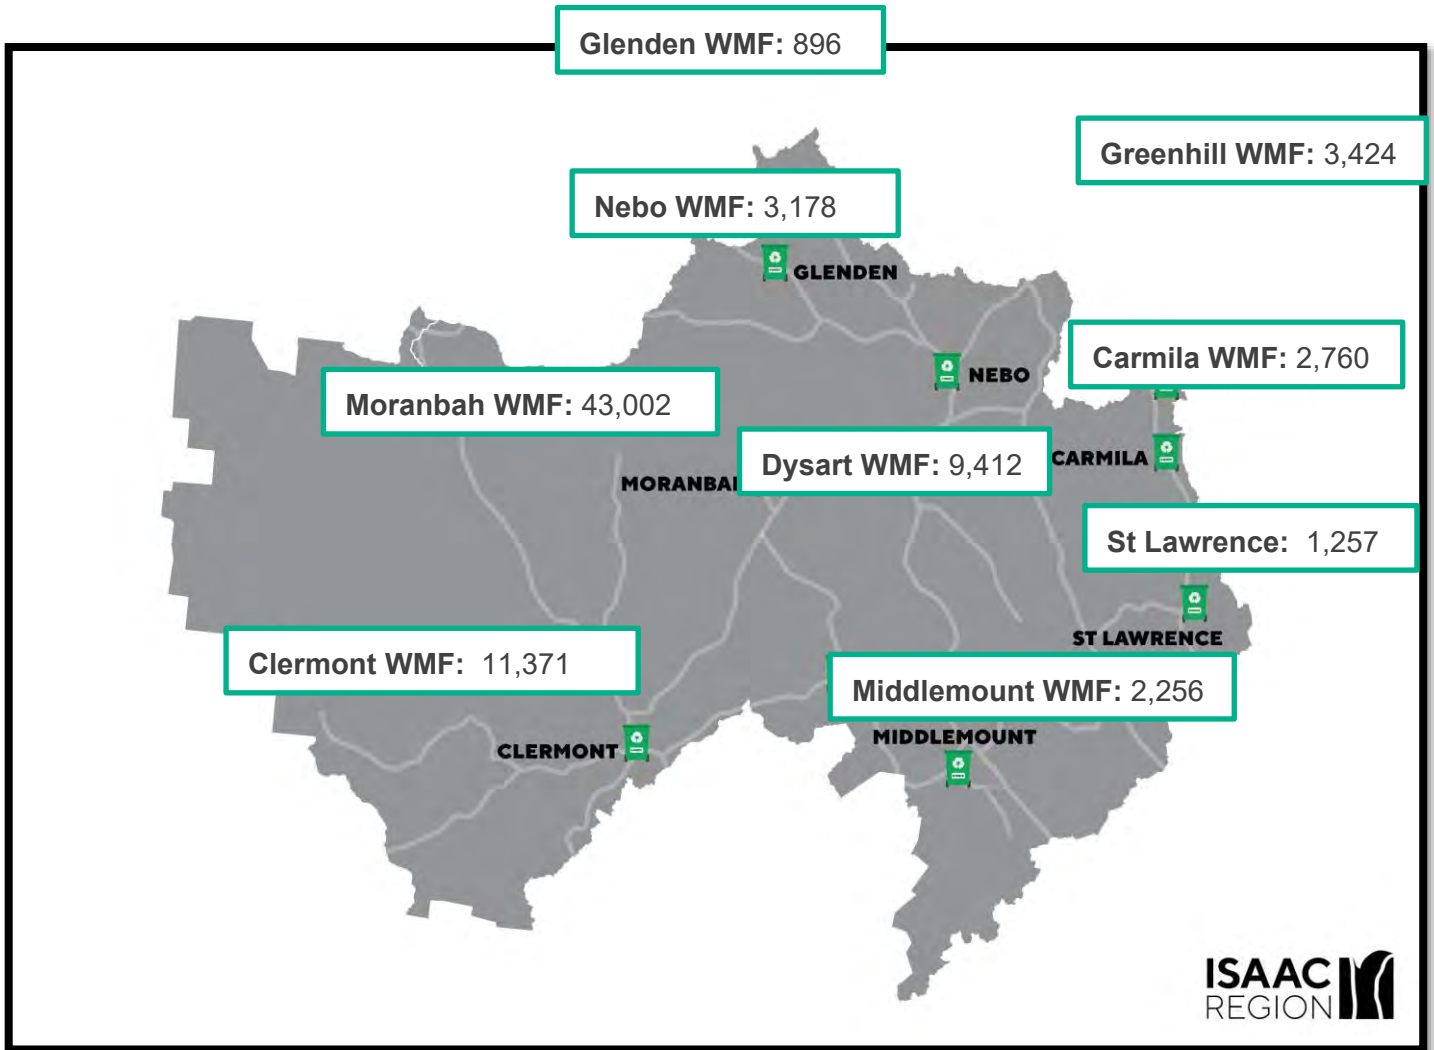 Glenden WMF: 896
Greenhill WMF: 3,424
Nebo WMF: 3,178
GLENDEN
Carmila WMF: 2,760
NEBO
Moranbah WMF: 43,002
Dysart WMF: 9,412
CARMILA
MORANBA
St Lawrence: 1,257
ST LAWRENCE
Clermont WMF: 11,371
Middlemount WMF: 2,256
MIDDLEMOUNT
CLERMONT
ISAAC
REGION